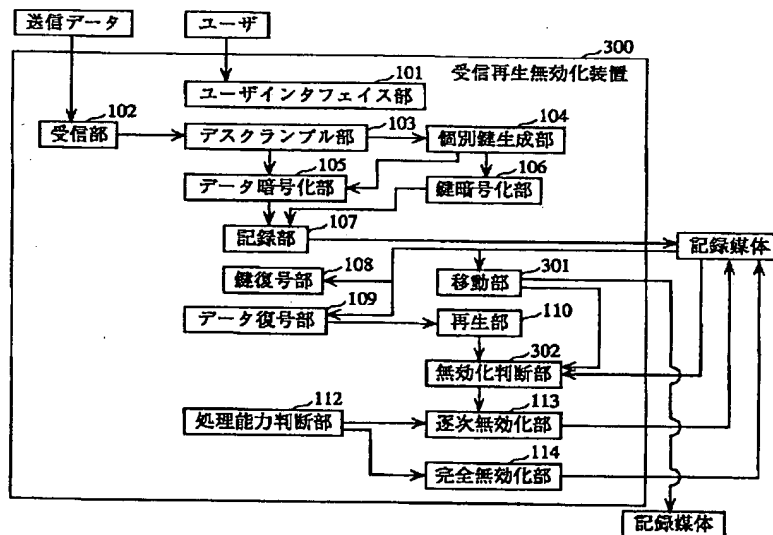 送信データ
ユーザ
300
受信再生無効化装置
101
ユーザインタフェイス部
102
受信部
103
デスクランブル部
104
個別鍵生成部
105
データ暗号化部
106
鍵暗号化部
107
記録部
記録媒体
108
鍵復号部
301
移動部
109
データ復号部
110
再生部
302
無効化判断部
112
処理能力判断部
113
逐次無効化部
114
完全無効化部
記録媒体